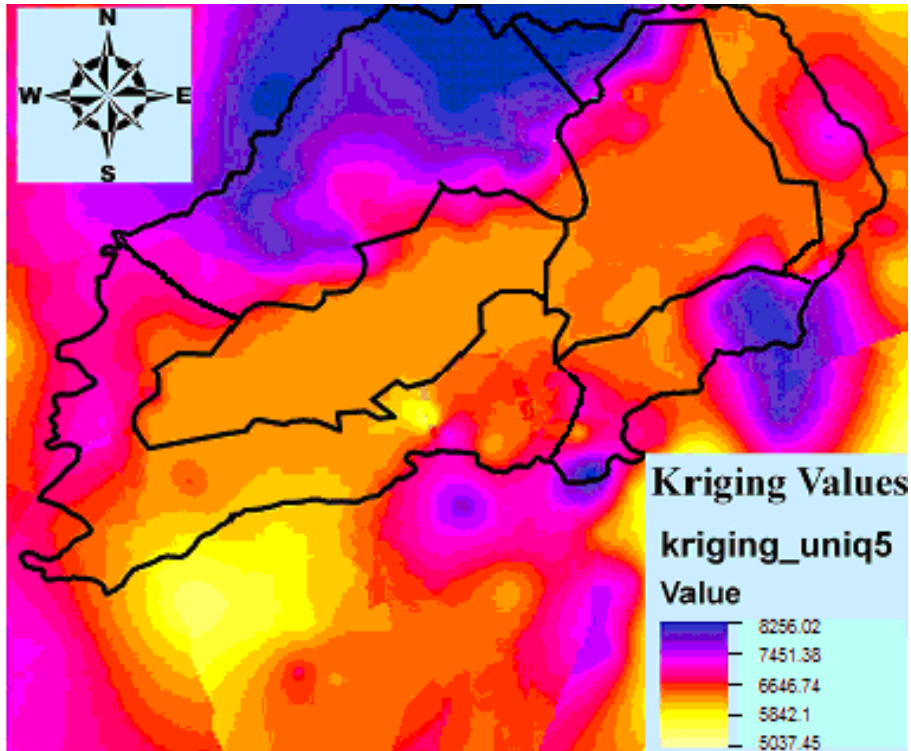 N
W E
S
Kriging Values
kriging_uniq5
Value
8256.02
7451.38
6646.74
5842.1
5037.45